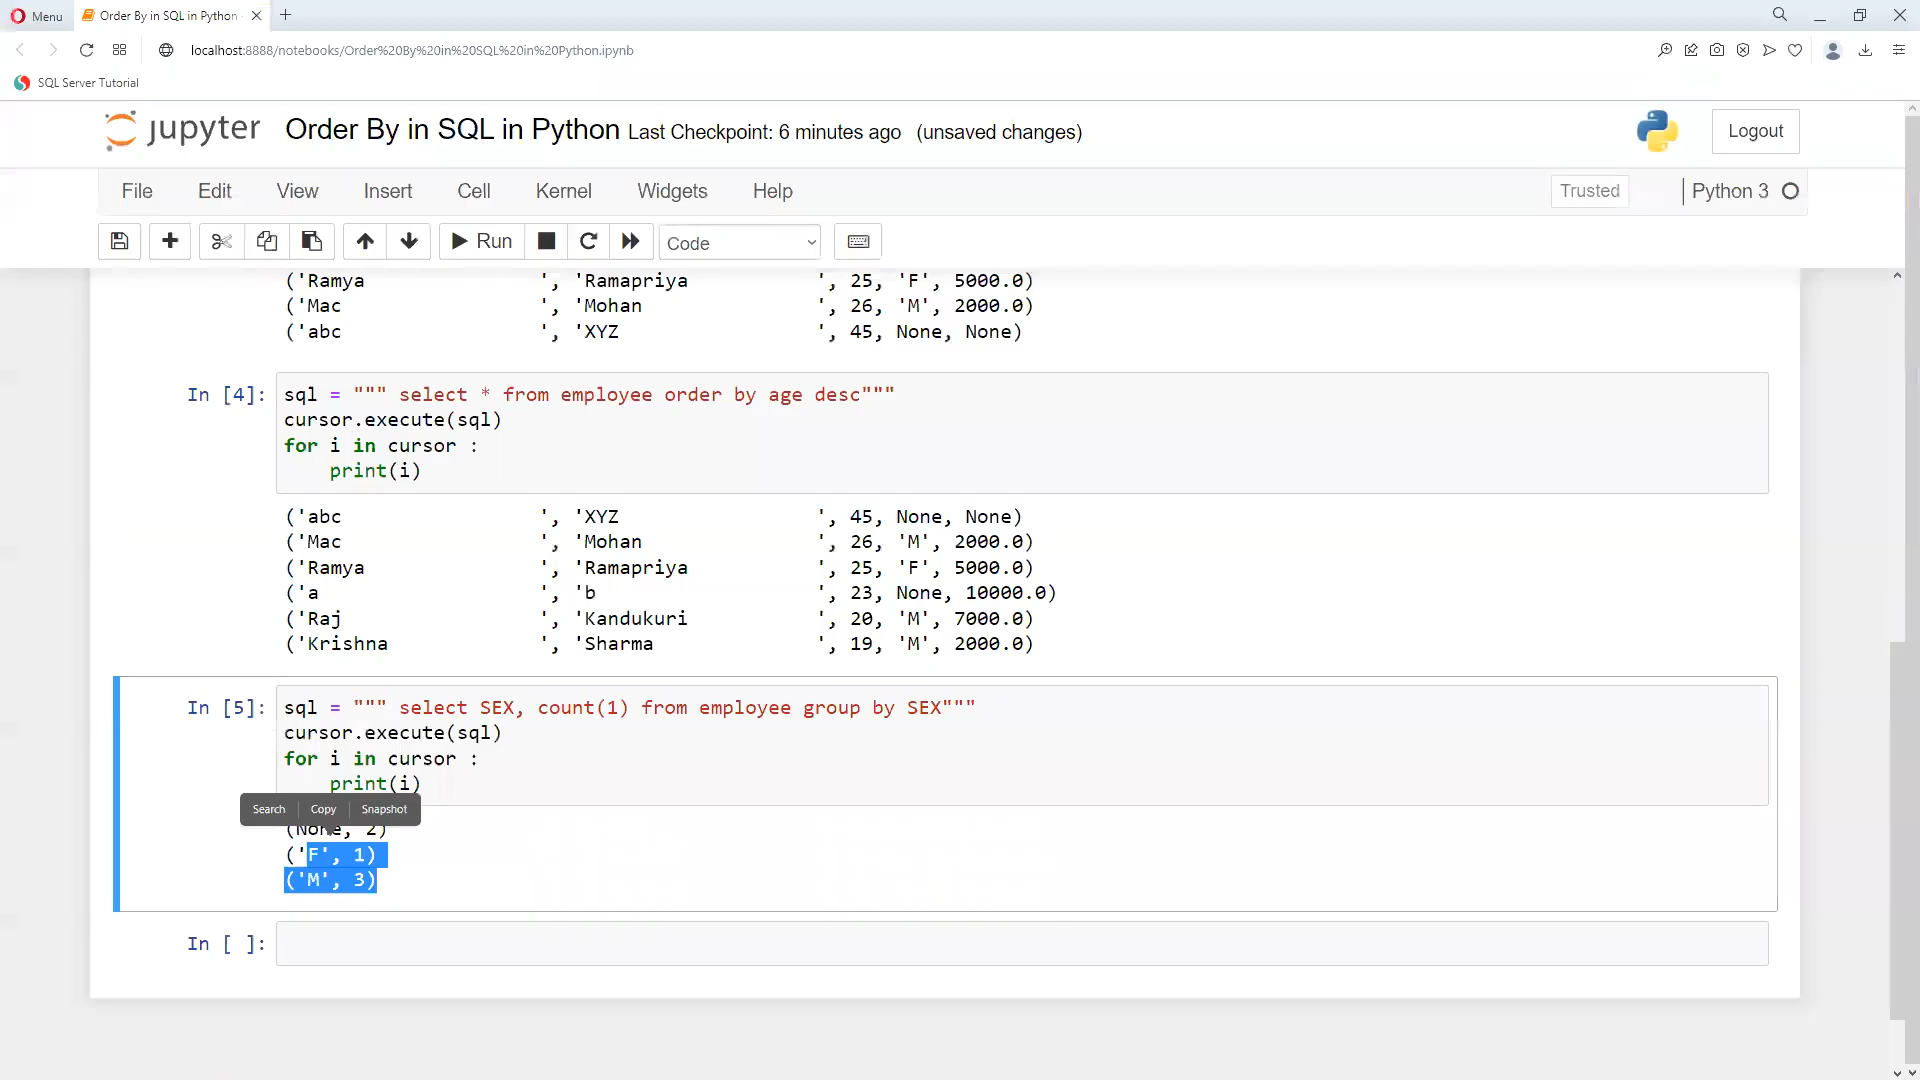 Menu
Order By in SQL in Python
localhost:8888/notebooks/Order%20By%20in%20SQL%20in%20Python.ipynb
SQL Server Tutorial
jupyter Order By in SQL in Python Last Checkpoint: 6 minutes ago (unsaved changes)
Logout
File Edit View Insert Cell Kernel Widgets Help
Trusted
Python 3
Run
Code
('Ramya                ', 'Ramapriya           ', 25, 'F', 5000.0)
('Mac                 ', 'Mohan               ', 26, 'M', 2000.0)
('abc                 ', 'XYZ                 ', 45, None, None)
In [4]: sql = """ select * from employee order by age desc"""
cursor.execute(sql)
for i in cursor :
    print(i)
('abc                 ', 'XYZ                 ', 45, None, None)
('Mac                 ', 'Mohan               ', 26, 'M', 2000.0)
('Ramya               ', 'Ramapriya           ', 25, 'F', 5000.0)
('a                   ', 'b                   ', 23, None, 10000.0)
('Raj                 ', 'Kandukuri           ', 20, 'M', 7000.0)
('Krishna             ', 'Sharma              ', 19, 'M', 2000.0)
In [5]: sql = """ select SEX, count(1) from employee group by SEX"""
cursor.execute(sql)
for i in cursor :
    print(i)
Search Copy Snapshot
(None, 2)
('F', 1)
('M', 3)
In [ ]: